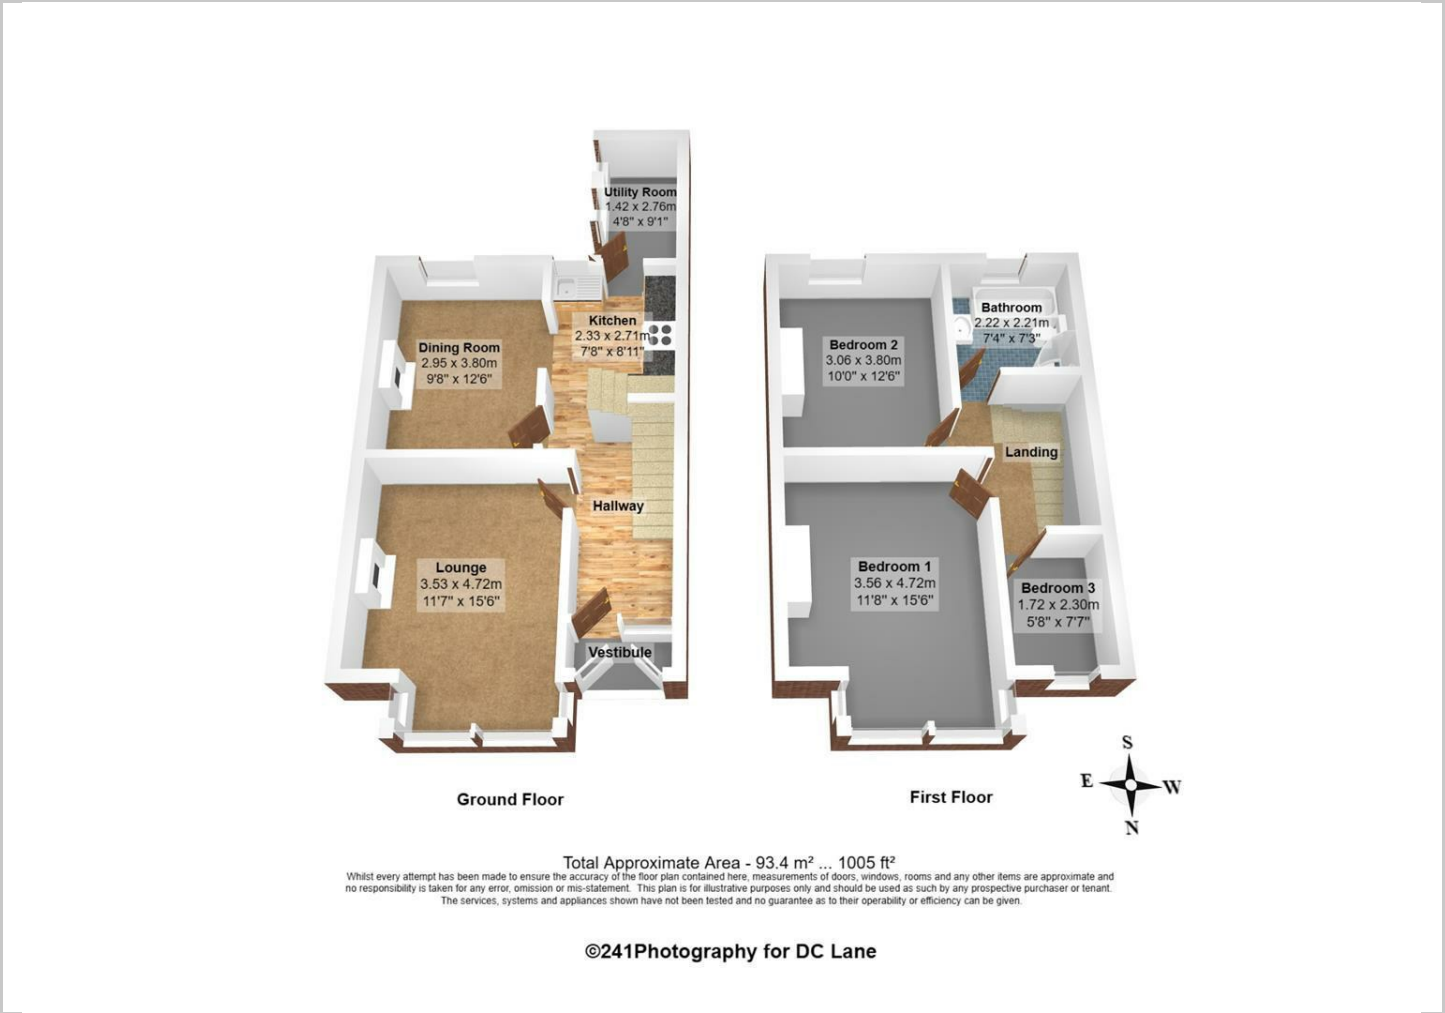 Utility Room
1.42 x 2.76m
4'8" x 9'1"
Kitchen
2.33 x 2.71m
7'8" x 8'11"
Dining Room
2.95 x 3.80m
9'8" x 12'6"
Hallway
Lounge
3.53 x 4.72m
11'7" x 15'6"
Vestibule
Ground Floor
Bathroom
2.22 x 2.21m
7'4" x 7'3"
Bedroom 2
3.06 x 3.80m
10'0" x 12'6"
Landing
Bedroom 1
3.56 x 4.72m
11'8" x 15'6"
Bedroom 3
1.72 x 2.30m
5'8" x 7'7"
First Floor
S
E
W
N
Total Approximate Area - 93.4 m² ... 1005 ft²
Whilst every attempt has been made to ensure the accuracy of the floor plan contained here, measurements of doors, windows, rooms and any other items are approximate and
no responsibility is taken for any error, omission or mis-statement. This plan is for illustrative purposes only and should be used as such by any prospective purchaser or tenant.
The services, systems and appliances shown have not been tested and no guarantee as to their operability or efficiency can be given.
©241Photography for DC Lane